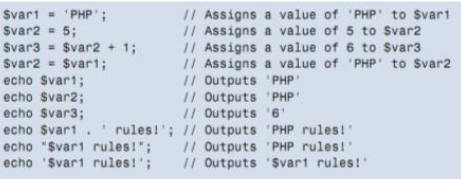 $var1 = 'PHP'; // Assigns a value of 'PHP' to $var1
$var2 = 5; // Assigns a value of 5 to $var2
$var3 = $var2 + 1; // Assigns a value of 6 to $var3
$var2 = $var1; // Assigns a value of 'PHP' to $var2
echo $var1; // Outputs 'PHP'
echo $var2; // Outputs 'PHP'
echo $var3; // Outputs '6'
echo $var1 . ' rules!'; // Outputs 'PHP rules!'
echo "$var1 rules!"; // Outputs 'PHP rules!'
echo '$var1 rules!'; // Outputs '$var1 rules!'